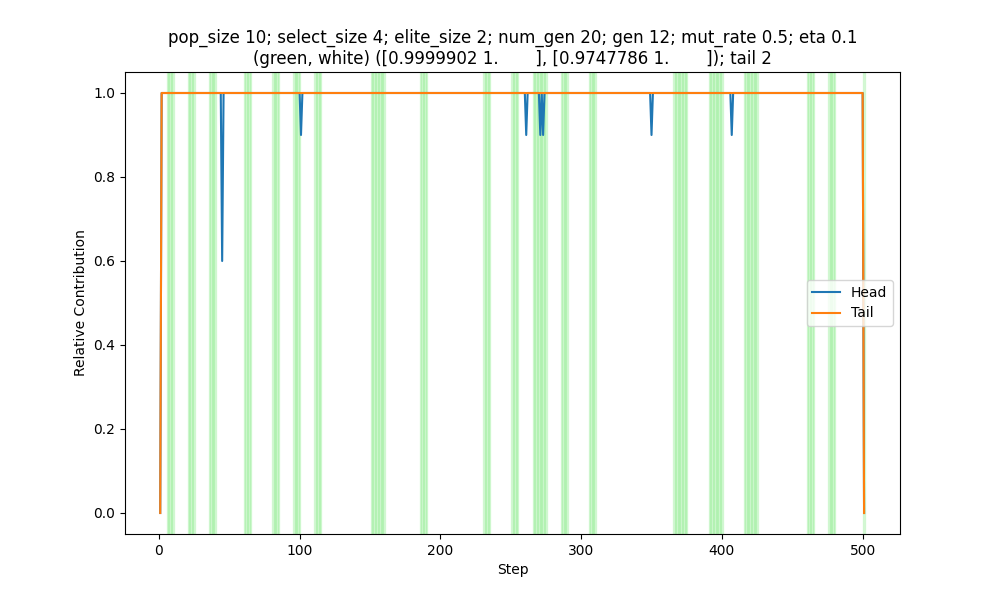 pop_size 10; select_size 4; elite_size 2; num_gen 20; gen 12; mut_rate 0.5; eta 0.1
(green, white) ([0.9999902 1.        ], [0.9747786 1.        ]); tail 2
1.0
0.8
0.6
0.4
0.2
0.0
Relative Contribution
Head
Tail
0 100 200 300 400 500
Step